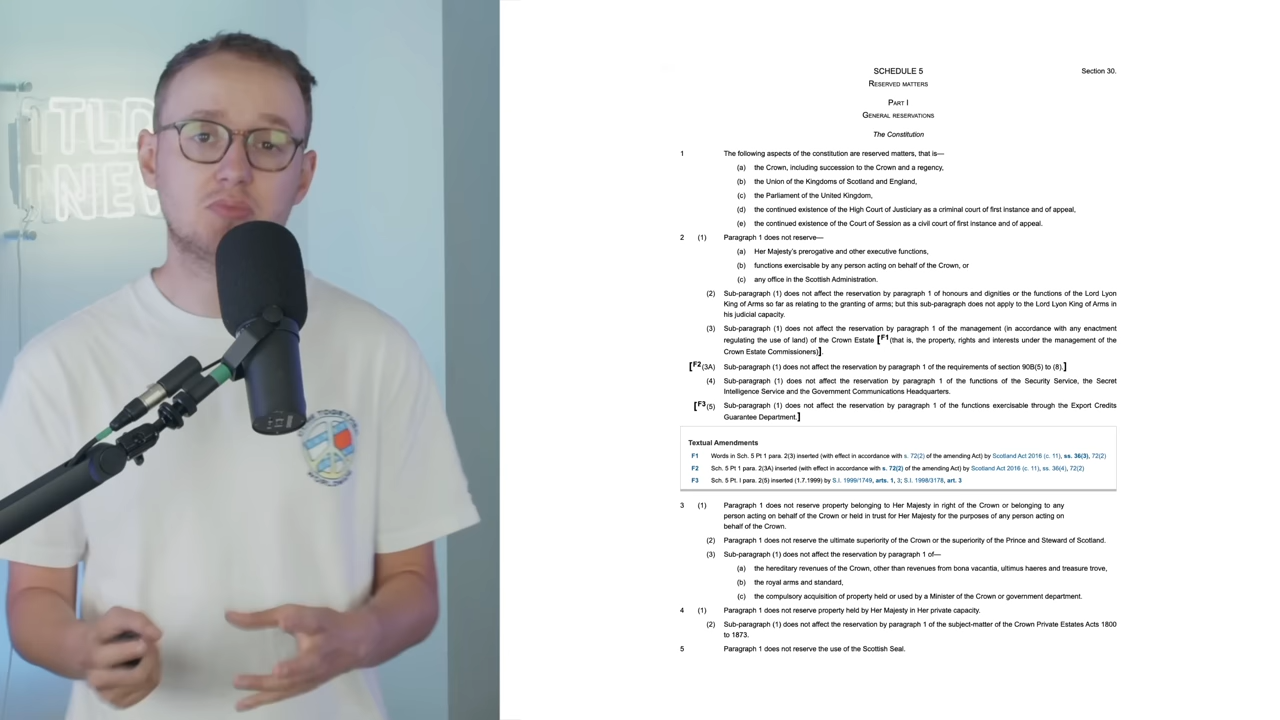 TLD
NEW
SCHEDULE 5
Section 30.
RESERVED MATTERS
PART I
GENERAL RESERVATIONS
The Constitution
1 The following aspects of the constitution are reserved matters, that is—
(a) the Crown, including succession to the Crown and a regency,
(b) the Union of the Kingdoms of Scotland and England,
(c) the Parliament of the United Kingdom,
(d) the continued existence of the High Court of Justiciary as a criminal court of first instance and of appeal,
(e) the continued existence of the Court of Session as a civil court of first instance and of appeal.
2 (1) Paragraph 1 does not reserve—
(a) Her Majesty's prerogative and other executive functions,
(b) functions exercisable by any person acting on behalf of the Crown, or
(c) any office in the Scottish Administration.
(2) Sub-paragraph (1) does not affect the reservation by paragraph 1 of honours and dignities or the functions of the Lord Lyon
King of Arms so far as relating to the granting of arms; but this sub-paragraph does not apply to the Lord Lyon King of Arms in
his judicial capacity.
(3) Sub-paragraph (1) does not affect the reservation by paragraph 1 of the management (in accordance with any enactment
regulating the use of land) of the Crown Estate [F1(that is, the property, rights and interests under the management of the
Crown Estate Commissioners)].
[F2(3A) Sub-paragraph (1) does not affect the reservation by paragraph 1 of the requirements of section 90B(5) to (8).]
(4) Sub-paragraph (1) does not affect the reservation by paragraph 1 of the functions of the Security Service, the Secret
Intelligence Service and the Government Communications Headquarters.
[F3(5) Sub-paragraph (1) does not affect the reservation by paragraph 1 of the functions exercisable through the Export Credits
Guarantee Department.]
Textual Amendments
F1 Words in Sch. 5 Pt 1 para. 2(3) inserted (with effect in accordance with s. 72(2) of the amending Act) by Scotland Act 2016 (c. 11), ss. 36(3), 72(2)
F2 Sch. 5 Pt 1 para. 2(3A) inserted (with effect in accordance with s. 72(2) of the amending Act) by Scotland Act 2016 (c. 11), ss. 36(4), 72(2)
F3 Sch. 5 Pt. I para. 2(5) inserted (1.7.1999) by S.I. 1999/1749, arts. 1, 3; S.I. 1998/3178, art. 3
3 (1) Paragraph 1 does not reserve property belonging to Her Majesty in right of the Crown or belonging to any
person acting on behalf of the Crown or held in trust for Her Majesty for the purposes of any person acting on
behalf of the Crown.
(2) Paragraph 1 does not reserve the ultimate superiority of the Crown or the superiority of the Prince and Steward of Scotland.
(3) Sub-paragraph (1) does not affect the reservation by paragraph 1 of—
(a) the hereditary revenues of the Crown, other than revenues from bona vacantia, ultimus haeres and treasure trove,
(b) the royal arms and standard,
(c) the compulsory acquisition of property held or used by a Minister of the Crown or government department.
4 (1) Paragraph 1 does not reserve property held by Her Majesty in Her private capacity.
(2) Sub-paragraph (1) does not affect the reservation by paragraph 1 of the subject-matter of the Crown Private Estates Acts 1800
to 1873.
5 Paragraph 1 does not reserve the use of the Scottish Seal.